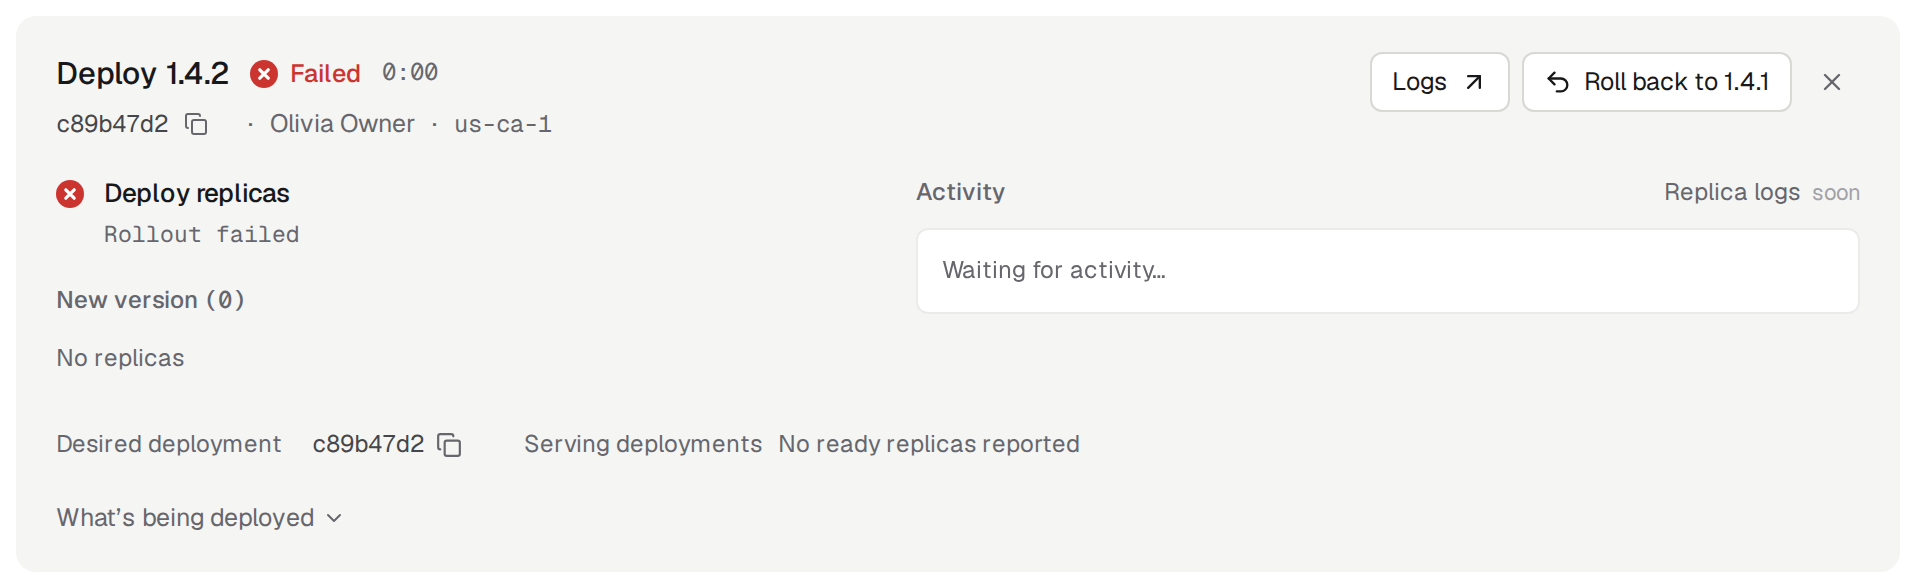 Deploy 1.4.2 Failed 0:00
Logs Roll back to 1.4.1
c89b47d2 · Olivia Owner · us-ca-1
Deploy replicas
Rollout failed
New version (0)
No replicas
Activity Replica logs soon
Waiting for activity...
Desired deployment c89b47d2 Serving deployments No ready replicas reported
What’s being deployed